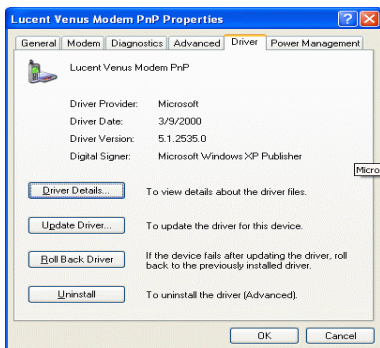 Lucent Venus Modem PnP Properties
General Modem Diagnostics Advanced Driver Power Management
Lucent Venus Modem PnP
Driver Provider: Microsoft
Driver Date: 3/9/2000
Driver Version: 5.1.2535.0
Digital Signer: Microsoft Windows XP Publisher
Micro
Driver Details... To view details about the driver files.
Update Driver... To update the driver for this device.
Roll Back Driver If the device fails after updating the driver, roll
back to the previously installed driver.
Uninstall To uninstall the driver (Advanced).
OK Cancel